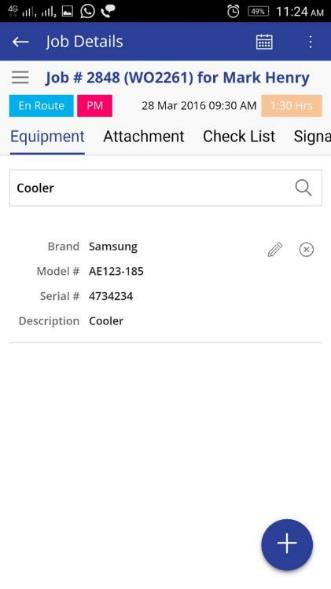 4G 49% 11:24 AM
Job Details
Job # 2848 (WO2261) for Mark Henry
En Route PM 28 Mar 2016 09:30 AM 1:30 Hrs
Equipment Attachment Check List Signa
Cooler
Brand Samsung
Model # AE123-185
Serial # 4734234
Description Cooler